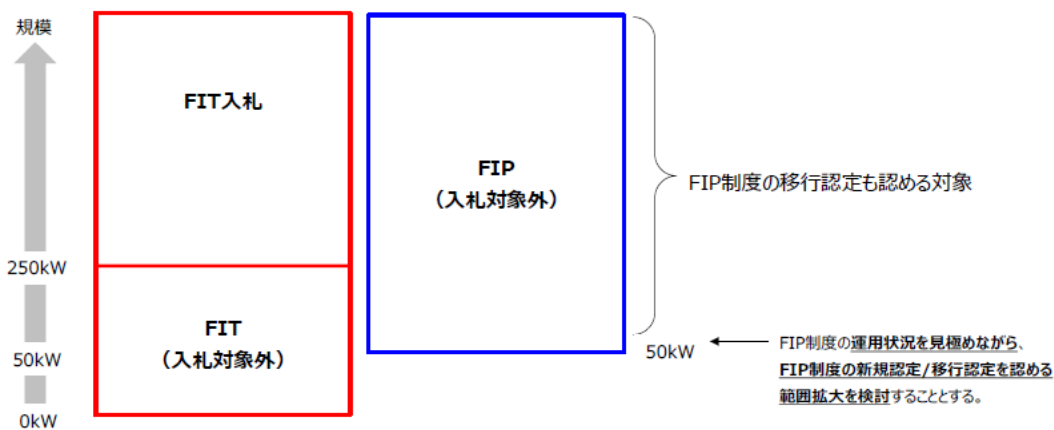 規模
250kW
50kW
0kW
FIT入札
FIT
（入札対象外）
FIP
（入札対象外）
FIP制度の移行認定も認める対象
50kW
FIP制度の運用状況を見極めながら、
FIP制度の新規認定/移行認定を認める
範囲拡大を検討することとする。